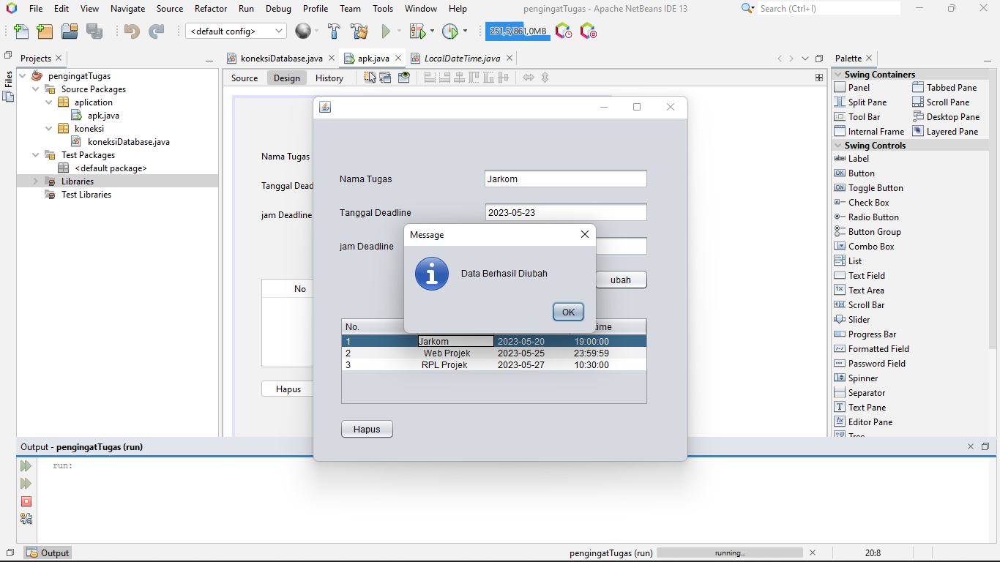 File Edit View Navigate Source Refactor Run Debug Profile Team Tools Window Help
pengingatTugas - Apache NetBeans IDE 13
Search (Ctrl+I)
<default config>
251,5/861,0MB
Files
Projects
pengingatTugas
Source Packages
aplication
apk.java
koneksi
koneksiDatabase.java
Test Packages
<default package>
Libraries
Test Libraries
koneksiDatabase.java
apk.java
LocalDateTime.java
Source Design History
Nama Tugas
Tanggal Dead
jam Deadline
No
Hapus
Nama Tugas
Jarkom
Tanggal Deadline
2023-05-23
jam Deadline
ubah
Message
Data Berhasil Diubah
OK
No.
time
1 Jarkom 2023-05-20 19:00:00
2 Web Projek 2023-05-25 23:59:59
3 RPL Projek 2023-05-27 10:30:00
Hapus
Palette
Swing Containers
Panel Tabbed Pane
Split Pane Scroll Pane
Tool Bar Desktop Pane
Internal Frame Layered Pane
Swing Controls
label Label
OK Button
ON Toggle Button
Check Box
Radio Button
Button Group
Combo Box
List
Text Field
Text Area
Scroll Bar
Slider
Progress Bar
Formatted Field
Password Field
Spinner
Separator
Text Pane
Editor Pane
Tree
Output - pengingatTugas (run)
run:
Output
pengingatTugas (run)
running...
20:8